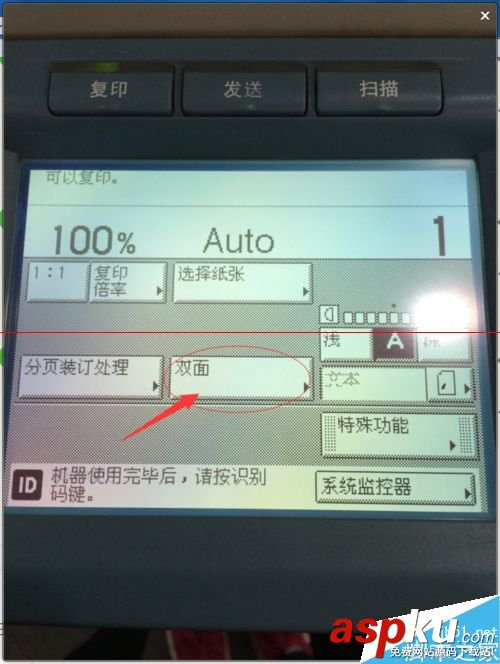 复印 发送 扫描
可以复印。
100% Auto 1
1:1 复印
倍率
选择纸张
浅 A 深
分页装订处理 双面 文本
特殊功能
ID 机器使用完毕后，请按识别
码键。
系统监控器
aspku.com
免费网站源码下载站!